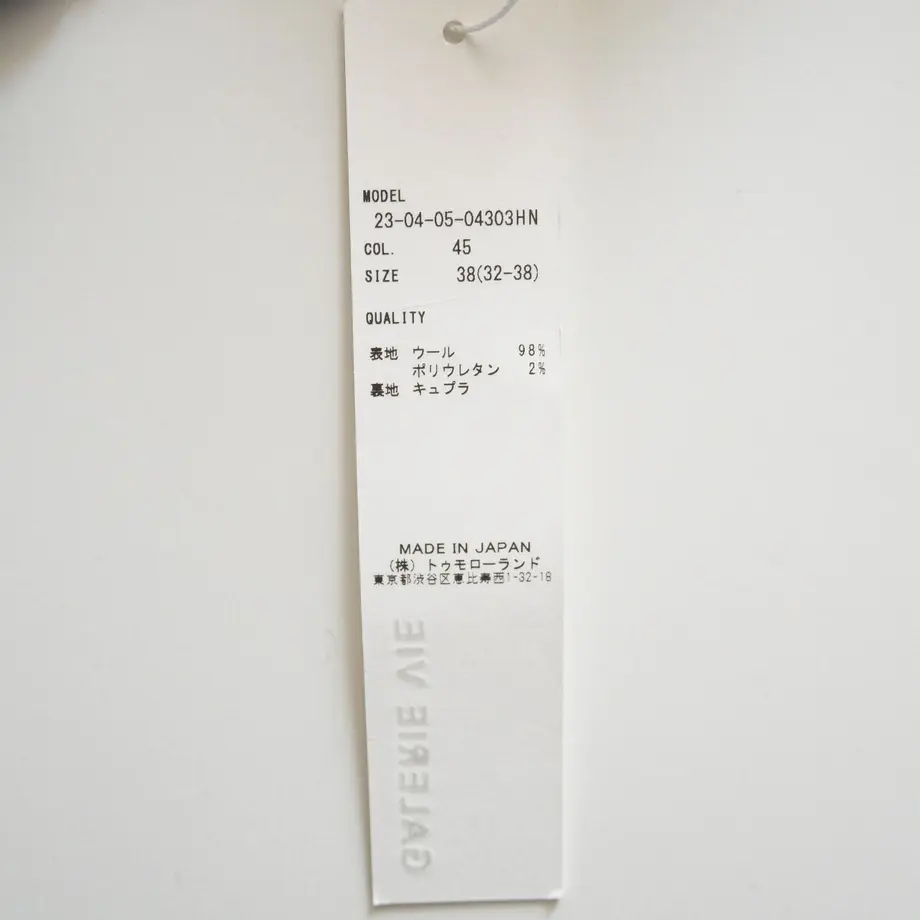 MODEL
23-04-05-04303HN
COL. 45
SIZE 38(32-38)
QUALITY
表地 ウール 98%
ポリウレタン 2%
裏地 キュプラ
MADE IN JAPAN
(株) トゥモローランド
東京都渋谷区恵比寿西1-32-18
GALERIE VIE